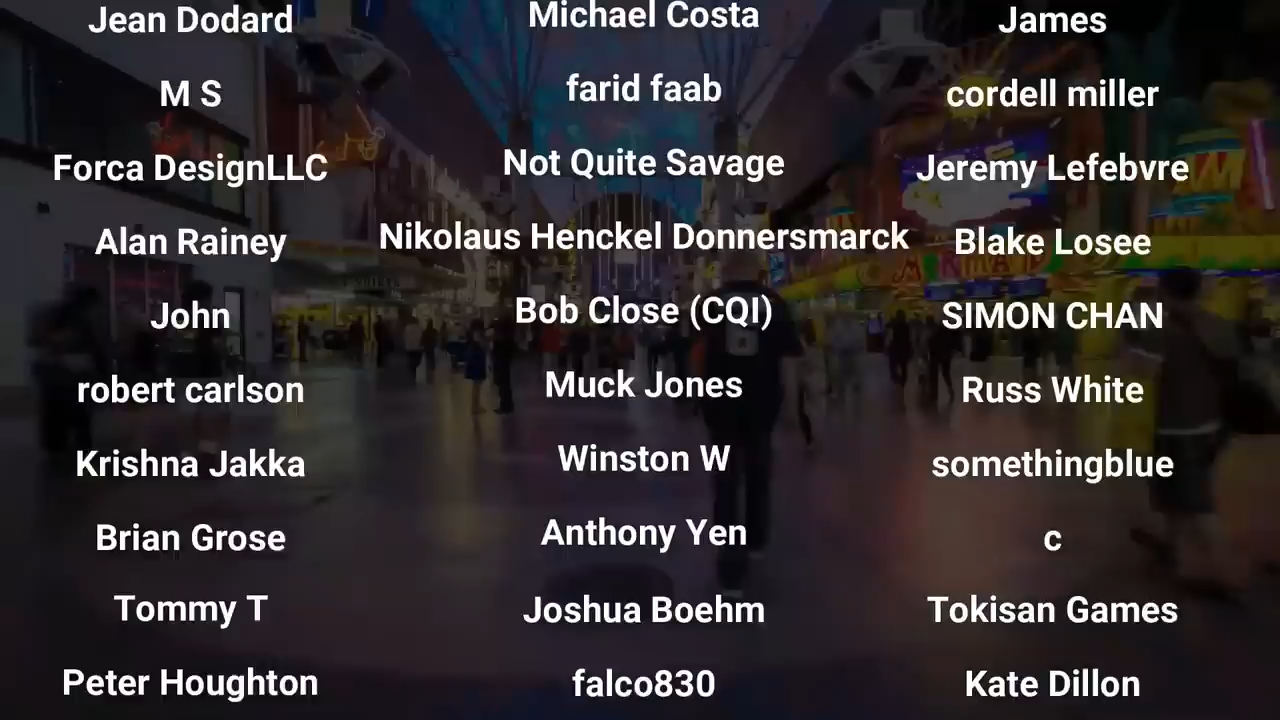 Jean Dodard
Michael Costa
James
M S
farid faab
cordell miller
Forca DesignLLC
Not Quite Savage
Jeremy Lefebvre
Alan Rainey
Nikolaus Henckel Donnersmarck
Blake Losee
John
Bob Close (CQI)
SIMON CHAN
robert carlson
Muck Jones
Russ White
Krishna Jakka
Winston W
somethingblue
Brian Grose
Anthony Yen
c
Tommy T
Joshua Boehm
Tokisan Games
Peter Houghton
falco830
Kate Dillon